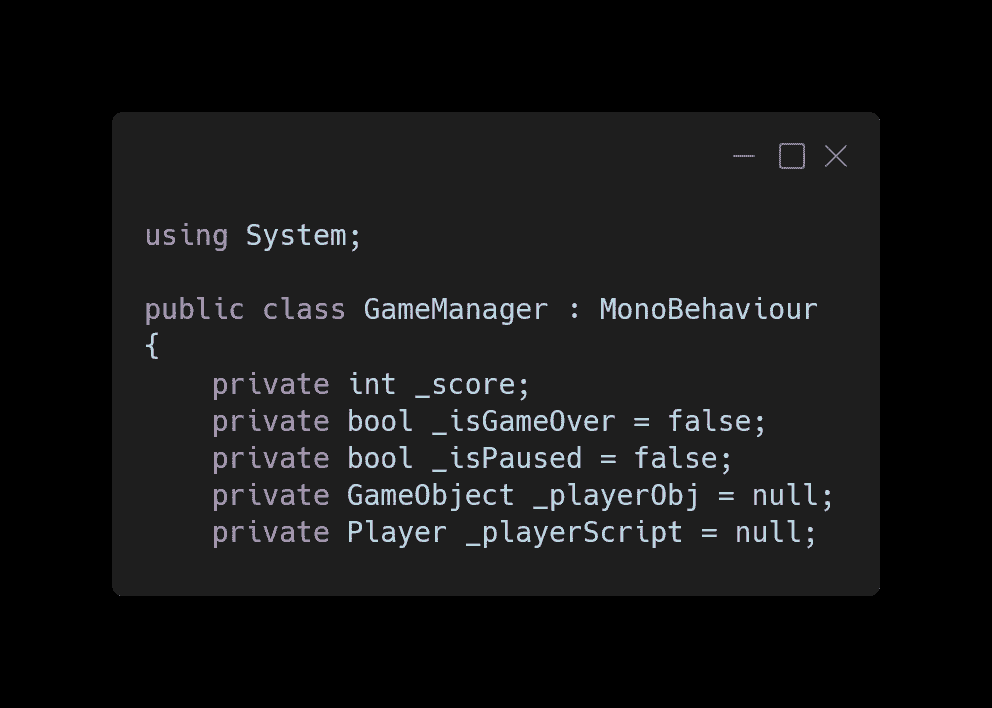 using System;
public class GameManager : MonoBehaviour
{
    private int _score;
    private bool _isGameOver = false;
    private bool _isPaused = false;
    private GameObject _playerObj = null;
    private Player _playerScript = null;